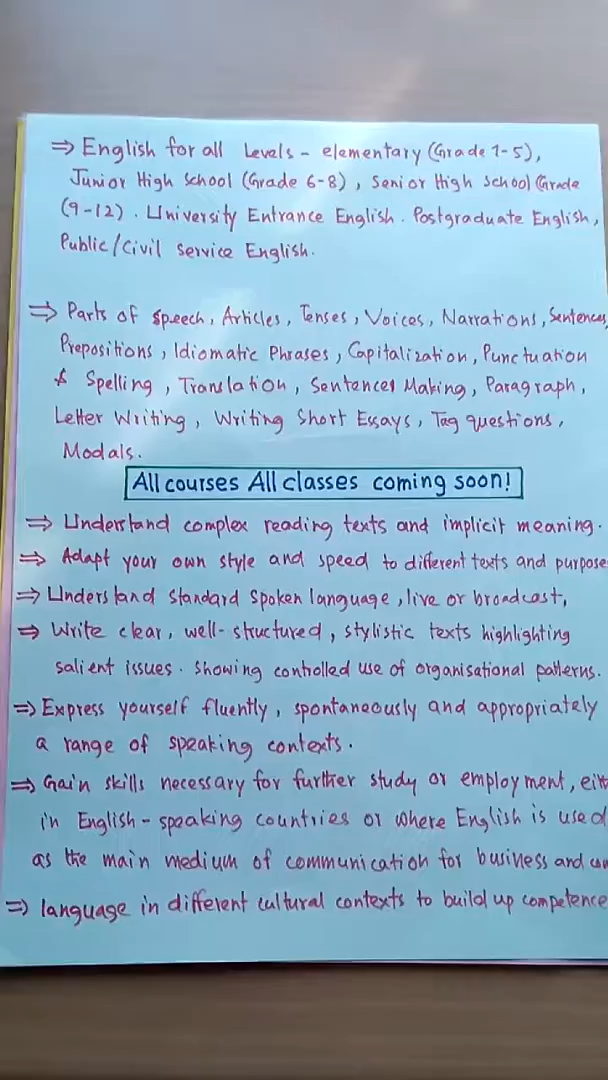 ⇒ English for all Levels - elementary (Grade 1-5),
Junior High School (Grade 6-8), Senior High School (Grade
(9-12). University Entrance English. Postgraduate English,
Public/Civil Service English.
⇒ Parts of Speech, Articles, Tenses, Voices, Narrations, Sentences,
Prepositions, Idiomatic Phrases, Capitalization, Punctuation
& Spelling, Translation, Sentences Making, Paragraph,
Letter Writing, Writing Short Essays, Tag questions,
Modals.
All courses All classes coming soon!
⇒ Understand complex reading texts and implicit meaning.
⇒ Adapt your own style and speed to different texts and purpose
⇒ Understand standard spoken language, live or broadcast,
⇒ Write clear, well-structured, stylistic texts highlighting
salient issues. showing controlled use of organisational patterns.
⇒ Express yourself fluently, spontaneously and appropriately
a range of speaking contexts.
⇒ Gain skills necessary for further study or employment,
in English-speaking countries or where English is used
as the main medium of communication for business and
⇒ language in different cultural contexts to build up competence